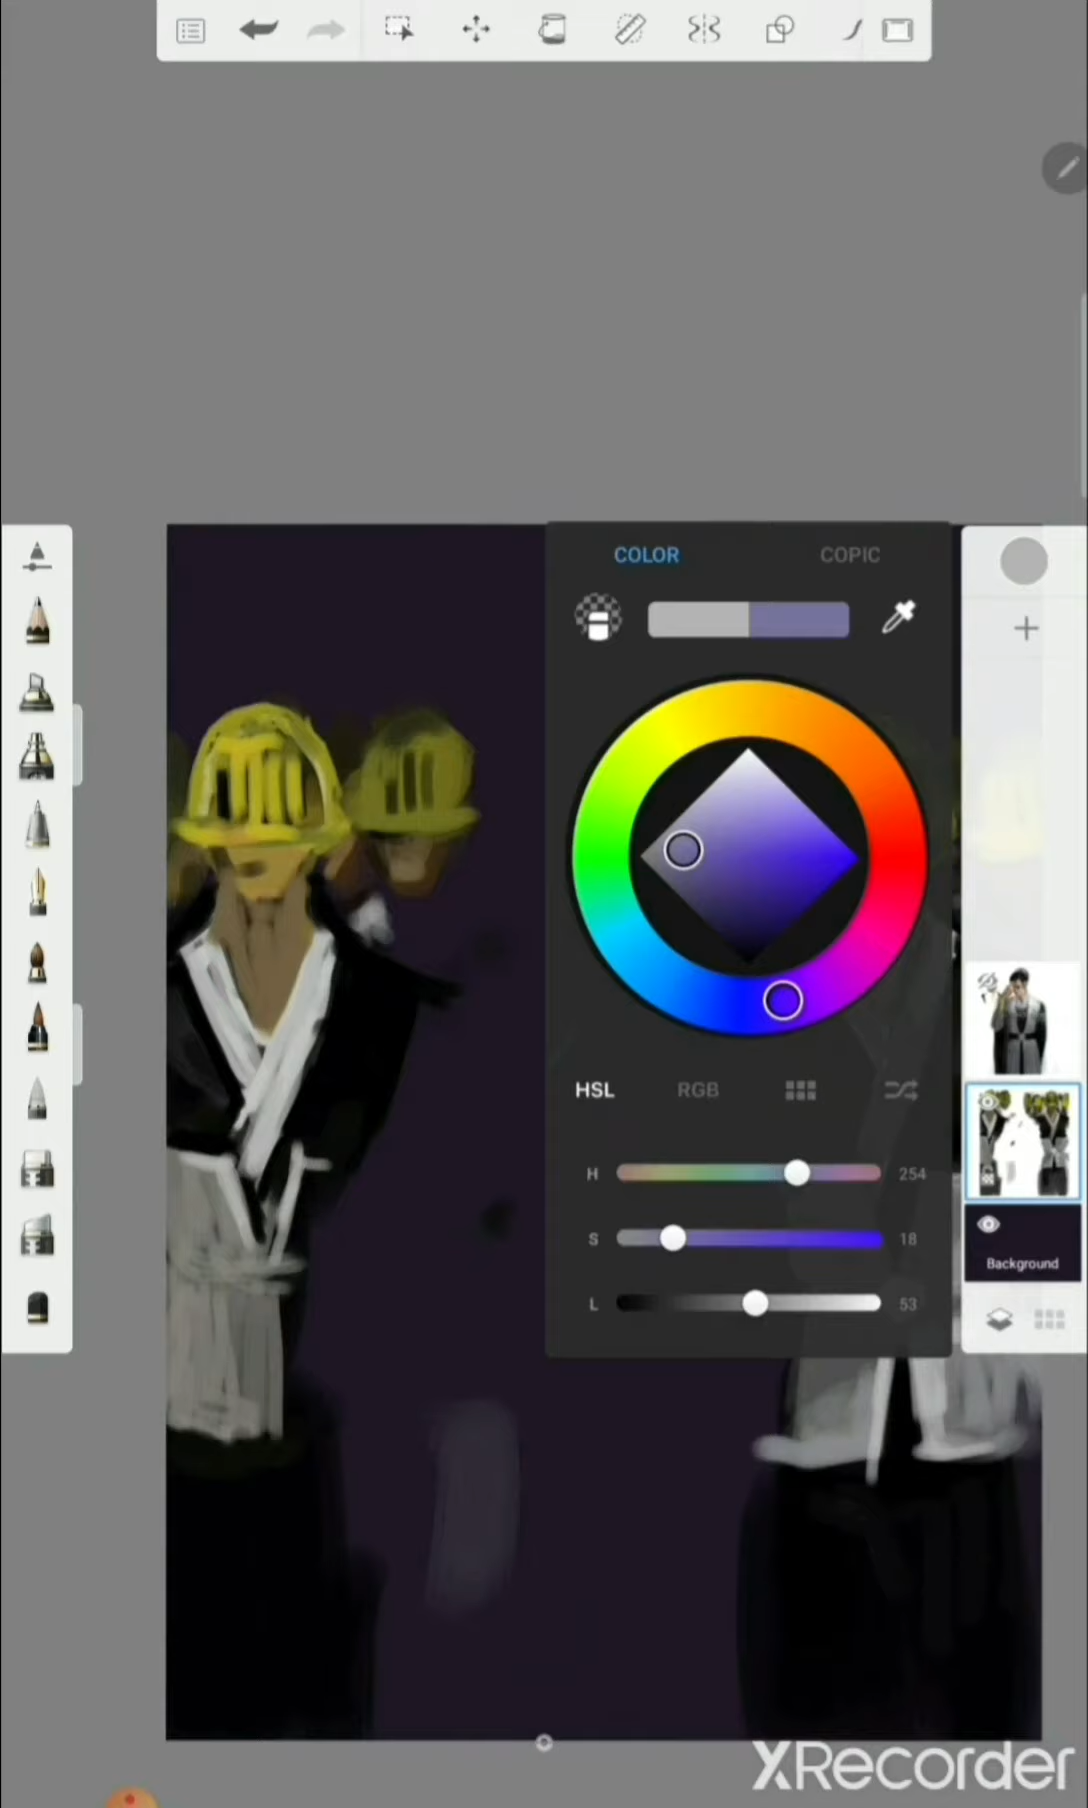 COLOR COPIC
HSL RGB
H 254
S 18
L 53
Background
XRecorder